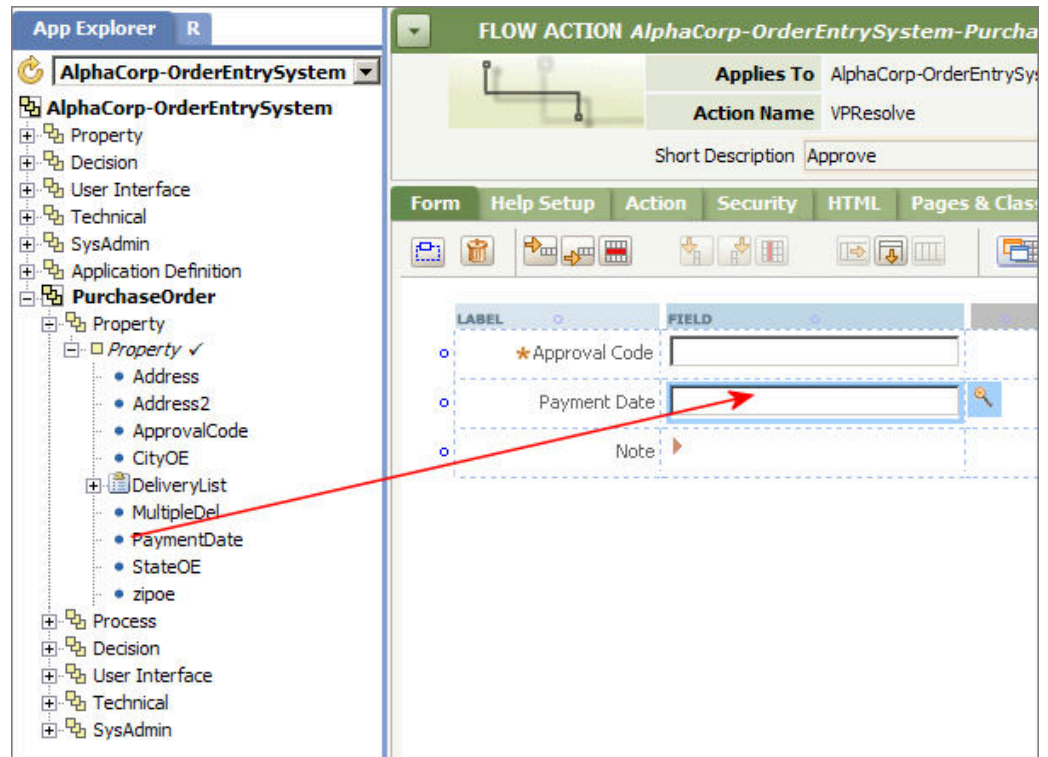 App Explorer R
AlphaCorp-OrderEntrySystem
AlphaCorp-OrderEntrySystem
Property
Decision
User Interface
Technical
SysAdmin
Application Definition
PurchaseOrder
Property
Property
Address
Address2
ApprovalCode
CityOE
DeliveryList
MultipleDel
PaymentDate
StateOE
zipoe
Process
Decision
User Interface
Technical
SysAdmin
FLOW ACTION AlphaCorp-OrderEntrySystem-Purcha
Applies To AlphaCorp-OrderEntrySys
Action Name VPResolve
Short Description Approve
Form Help Setup Action Security HTML Pages & Clas
LABEL FIELD
*Approval Code
Payment Date
Note